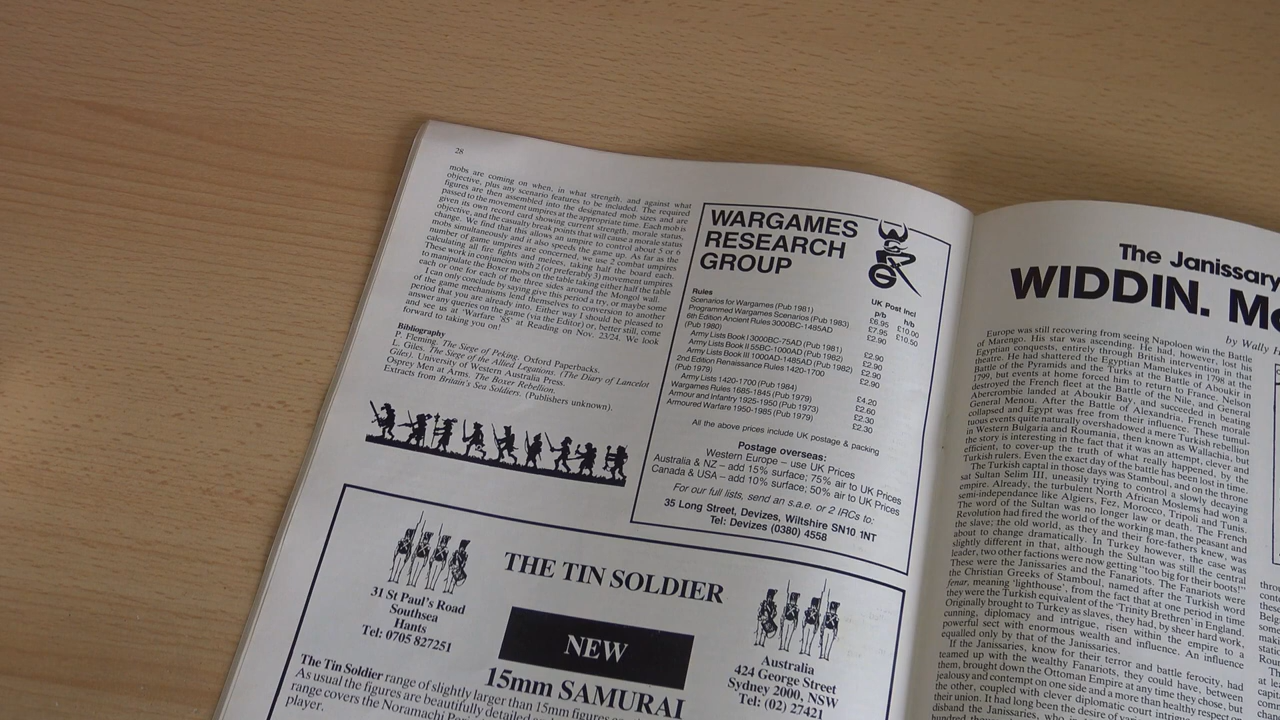 28
mobs are coming on when, in what strength, and against what
objective, plus any scenario features to be included. The required
figures are then assembled into the designated mob sizes and are
passed to the movement umpires at the appropriate time. Each mob is
given its own record card showing current strength, morale status,
objective, and the casualty break points that will cause a morale status
change. We find that this allows an umpire to control about 5 or 6
mobs simultaneously and it also speeds the game up. As far as the
number of game umpires are concerned, we use 2 combat umpires
calculating all fire fights and melees, taking half the board each.
These work in conjunction with 2 (or preferably 3) movement umpires
to manipulate the Boxer mobs on the table taking either half the table
each or one for each of the three sides around the Mongol wall.
I can only conclude by saying give this period a try, or maybe some
of the game mechanisms lend themselves to conversion to another
period that you are already into. Either way I should be pleased to
answer any queries on the game (via the Editor) or, better still, come
and see us at 'Warfare '85' at Reading on Nov. 23/24. We look
forward to taking you on!
Bibliography
P. Fleming. The Siege of Peking. Oxford Paperbacks.
L. Giles. The Siege of the Allied Legations. (The Diary of Lancelot
Giles). University of Western Australia Press.
Osprey Men at Arms. The Boxer Rebellion.
Extracts from Britain's Sea Soldiers. (Publishers unknown).
WARGAMES
RESEARCH
GROUP
UK Post incl
Rules p/b h/b
Scenarios for Wargames (Pub 1981) £6.95 £10.00
Programmed Wargames Scenarios (Pub 1983) £7.95 £10.50
6th Edition Ancient Rules 3000BC-1485AD £2.90
(Pub 1980)
Army Lists Book I 3000BC-75AD (Pub 1981) £2.90
Army Lists Book II 55BC-1000AD (Pub 1982) £2.90
Army Lists Book III 1000AD-1485AD (Pub 1982) £2.90
2nd Edition Renaissance Rules 1420-1700
(Pub 1979) £4.20
Army Lists 1420-1700 (Pub 1984) £2.60
Wargames Rules 1685-1845 (Pub 1979) £2.30
Armour and Infantry 1925-1950 (Pub 1973) £2.30
Armoured Warfare 1950-1985 (Pub 1979)
All the above prices include UK postage & packing
Postage overseas:
Western Europe – use UK Prices
Australia & NZ – add 15% surface; 75% air to UK Prices
Canada & USA – add 10% surface; 50% air to UK Prices
For our full lists, send an s.a.e. or 2 IRCs to:
35 Long Street, Devizes, Wiltshire SN10 1NT
Tel: Devizes (0380) 4558
THE TIN SOLDIER
31 St Paul's Road
Southsea
Hants
Tel: 0705 827251
NEW
15mm SAMURAI
Australia
424 George Street
Sydney 2000, NSW
Tel: (02) 27421
The Tin Soldier range of slightly larger than 15mm figures
As usual the figures are beautifully detailed
range covers the Noramachi
player.
The Janissary
WIDDIN.
by Wally
Europe was still recovering from seeing Napoleon win the Battle
of Marengo. His star was ascending. He had, however, lost his
Egyptian conquests, entirely through British intervention in that
theatre. He had shattered the Egyptian Mamelukes in 1798 at the
Battle of the Pyramids and the Turks at the Battle of Aboukir in
1799, but events at home forced him to return to France. Nelson
destroyed the French fleet at the Battle of the Nile, and General
Abercrombie landed at Aboukir Bay, and succeeded in beating
General Menou. After the Battle of Alexandria, French morale
collapsed and Egypt was free from their influence. These tumul-
tuous events quite naturally overshadowed a mere Turkish rebellion
in Western Bulgaria and Roumania, then known as Wallachia, but
the story is interesting in the fact that it was an attempt, clever and
efficient, to cover-up the truth of what really happened, by the
Turkish rulers. Even the exact day of the battle has been lost in time.
The Turkish capital in those days was Stamboul, and on the throne
sat Sultan Selim III, uneasily trying to control a slowly decaying
empire. Already, the turbulent North African Moslems had won a
semi-independence like Algiers, Fez, Morocco, Tripoli and Tunis.
The word of the Sultan was no longer law or death. The French
Revolution had fired the world of the working man, the peasant and
the slave; the old world, as they and their fore-fathers knew, was
about to change dramatically. In Turkey however, the case was
slightly different in that, although the Sultan was still the central
leader, two other factions were now getting "too big for their boots!"
These were the Janissaries and the Fanariots. The Fanariots were
the Christian Greeks of Stamboul, named after the Turkish word
fenar, meaning 'lighthouse', from the fact that at one period in time
they were the Turkish equivalent of the 'Trinity Brethren' in England.
Originally brought to Turkey as slaves, they had, by sheer hard work,
cunning, diplomacy and intrigue, risen within the empire to a
powerful sect with enormous wealth and influence. An influence
equalled only by that of the Janissaries.
If the Janissaries, know for their terror and battle ferocity, had
teamed up with the wealthy Fanariots, they could have, between
them, brought down the Ottoman Empire at any time they chose, but
jealousy and contempt on one side and a more than healthy respect on
the other, coupled with clever diplomatic court intrigue
their union. It had long been the desire of
disband the Janissaries, who